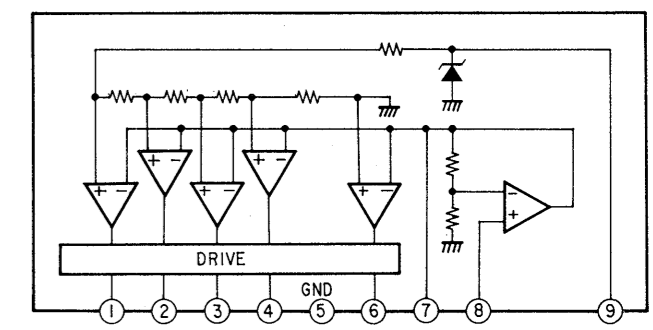 + - + - + - + - + -
-
+
DRIVE
GND
1 2 3 4 5 6 7 8 9